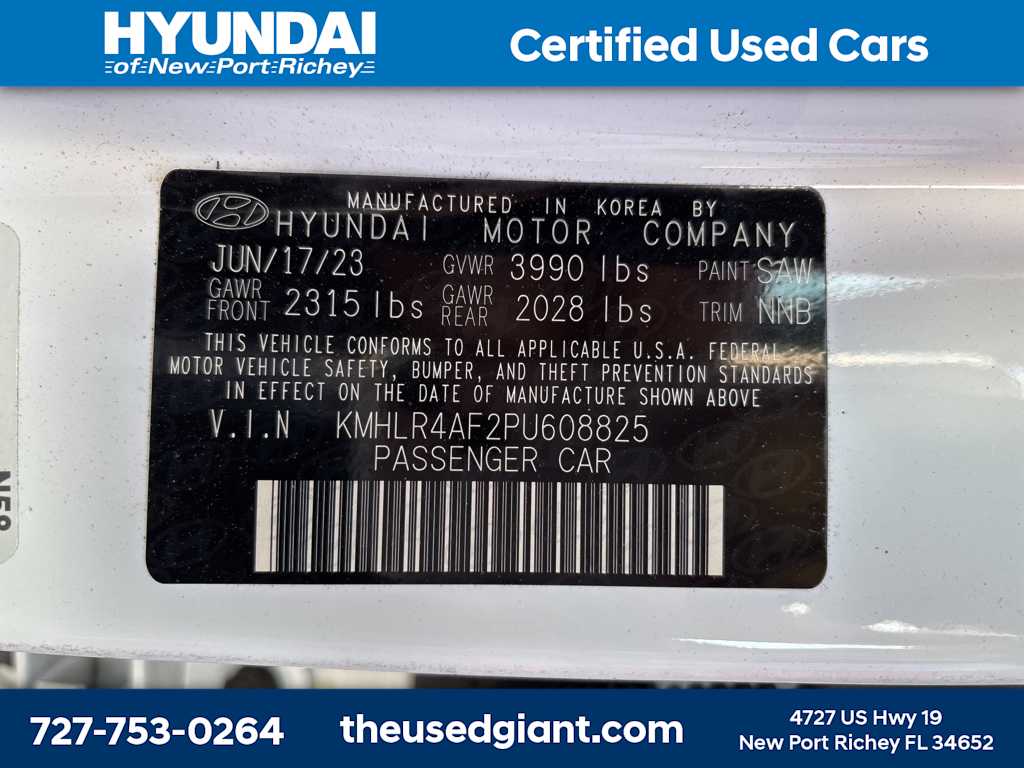 HYUNDAI
of New Port Richey
Certified Used Cars
MANUFACTURED IN KOREA BY
HYUNDAI MOTOR COMPANY
JUN/17/23 GVWR 3990 lbs PAINT SAW
GAWR FRONT 2315 lbs GAWR REAR 2028 lbs TRIM NNB
THIS VEHICLE CONFORMS TO ALL APPLICABLE U.S.A. FEDERAL
MOTOR VEHICLE SAFETY, BUMPER, AND THEFT PREVENTION STANDARDS
IN EFFECT ON THE DATE OF MANUFACTURE SHOWN ABOVE
V.I.N KMHLR4AF2PU608825
PASSENGER CAR
N58
727-753-0264
theusedgiant.com
4727 US Hwy 19
New Port Richey FL 34652